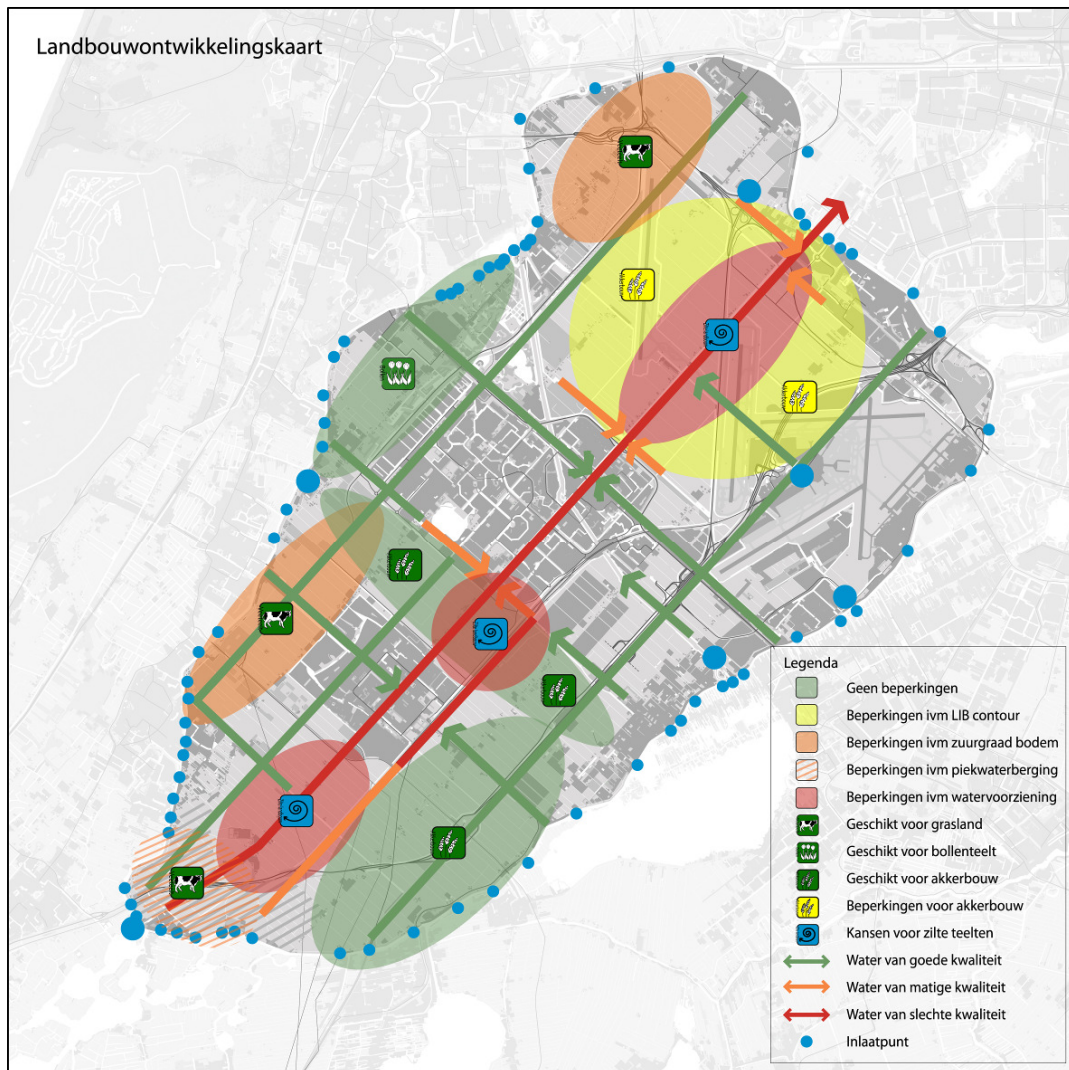 Landbouwontwikkelingskaart
Legenda
Geen beperkingen
Beperkingen ivm LIB contour
Beperkingen ivm zuurgraad bodem
Beperkingen ivm piekwaterberging
Beperkingen ivm watervoorziening
Geschikt voor grasland
Geschikt voor bollenteelt
Geschikt voor akkerbouw
Beperkingen voor akkerbouw
Kansen voor zilte teelten
Water van goede kwaliteit
Water van matige kwaliteit
Water van slechte kwaliteit
Inlaatpunt